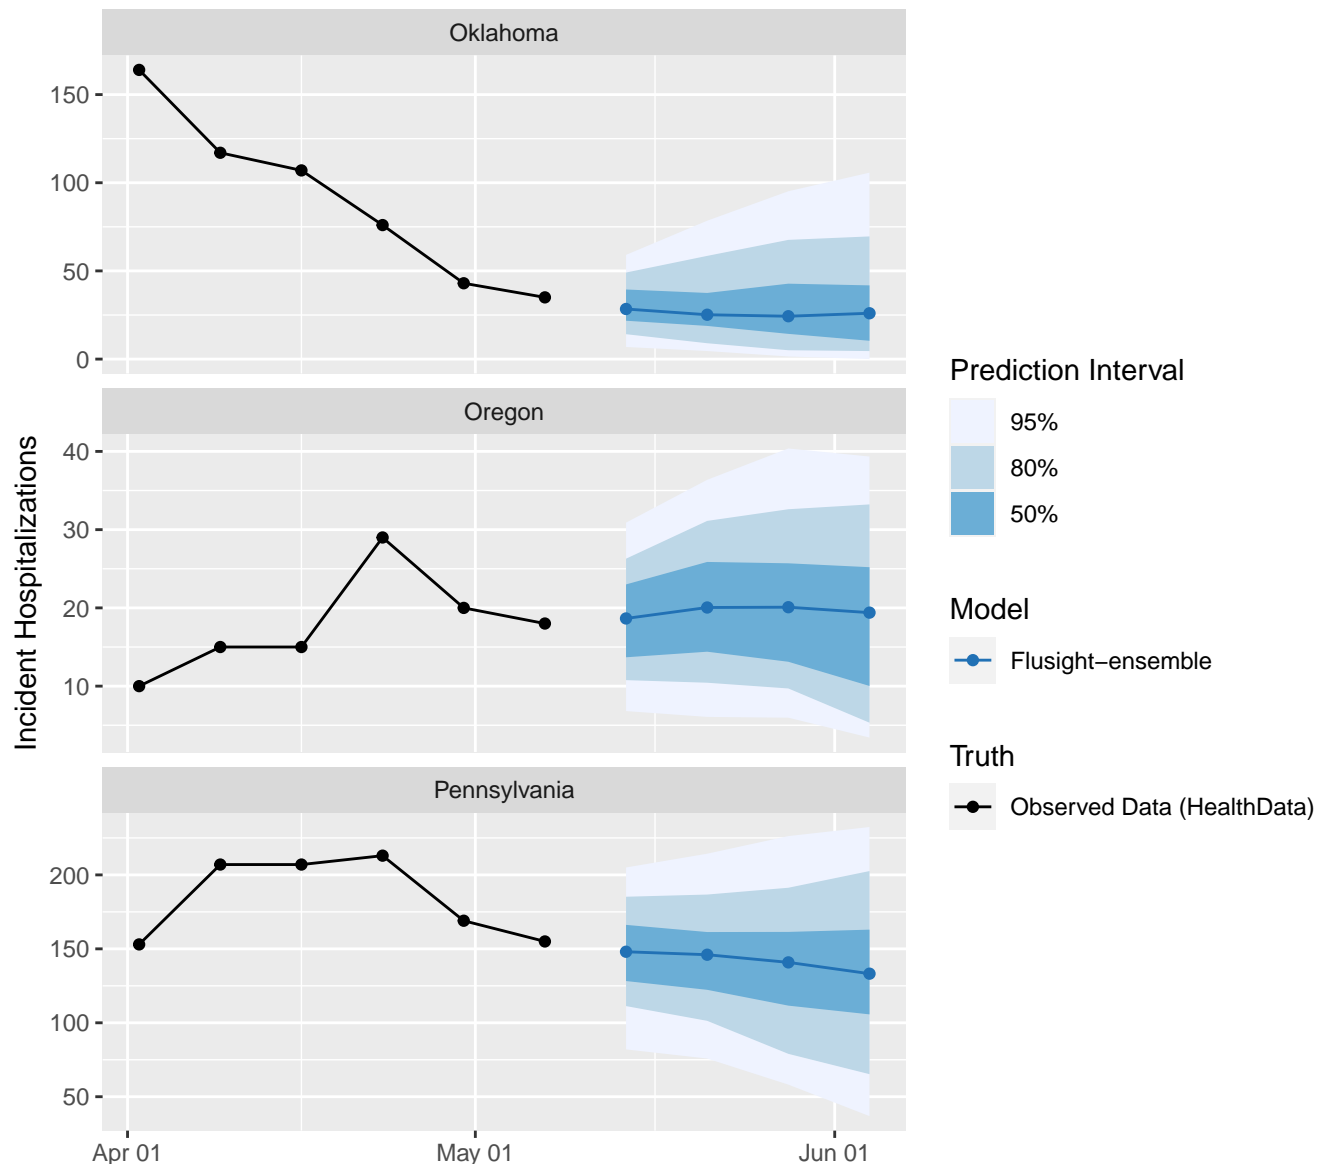 Oklahoma
150
100
50
0
Oregon
40
30
20
10
Pennsylvania
200
150
100
50
Apr 01
May 01
Jun 01
Incident Hospitalizations
Prediction Interval
95%
80%
50%
Model
Flusight−ensemble
Truth
Observed Data (HealthData)